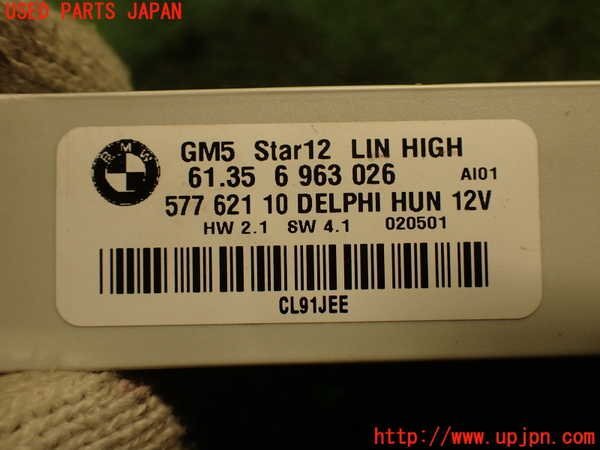 USED PARTS JAPAN
BMW
GM5 Star12 LIN HIGH
61.35 6 963 026 AI01
577 621 10 DELPHI HUN 12V
HW 2.1 SW 4.1 020501
CL91JEE
http://www.upjpn.com/